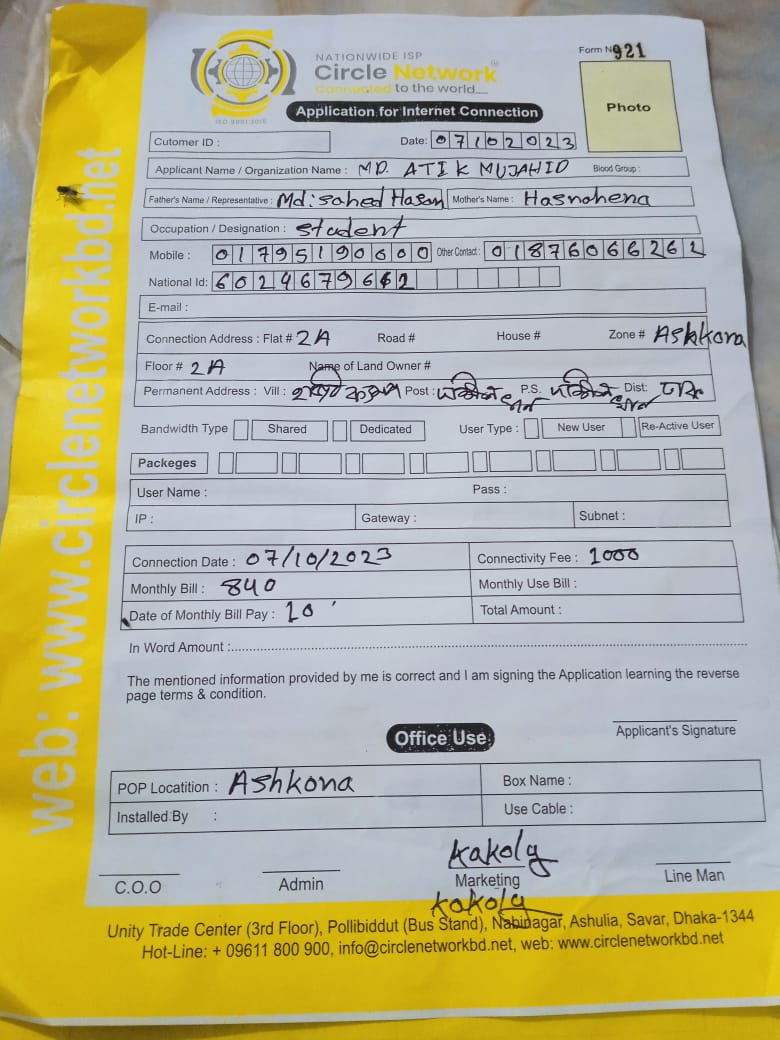 NATIONWIDE ISP
Circle Network®
Connected to the world.....
ISO 9001:2015
Form No 921
Application for Internet Connection
Photo
Cutomer ID :
Date: 07102023
Applicant Name / Organization Name : MD. ATIK MUJAHID Blood Group :
Father's Name / Representative : Md: sahed Hasan Mother's Name : Hasnohena
Occupation / Designation : Student
Mobile : 01795190600 Other Contact : 01876066262
National Id: 6024679612
E-mail :
Connection Address : Flat # 2A Road # House # Zone # Ashkona
Floor # 2A Name of Land Owner #
Permanent Address : Vill : Post : P.S. Dist:
Bandwidth Type Shared Dedicated User Type : New User Re-Active User
Packeges
User Name : Pass :
IP : Gateway : Subnet :
Connection Date : 07/10/2023 Connectivity Fee : 1000
Monthly Bill : 840 Monthly Use Bill :
Date of Monthly Bill Pay : 10 Total Amount :
In Word Amount :
The mentioned information provided by me is correct and I am signing the Application learning the reverse
page terms & condition.
Applicant's Signature
Office Use
POP Locatition : Ashkona Box Name :
Installed By : Use Cable :
kakoly
C.O.O Admin Marketing Line Man
kakoly
Unity Trade Center (3rd Floor), Pollibiddut (Bus Stand), Nabinagar, Ashulia, Savar, Dhaka-1344
Hot-Line: + 09611 800 900, info@circlenetworkbd.net, web: www.circlenetworkbd.net
web: www.circlenetworkbd.net